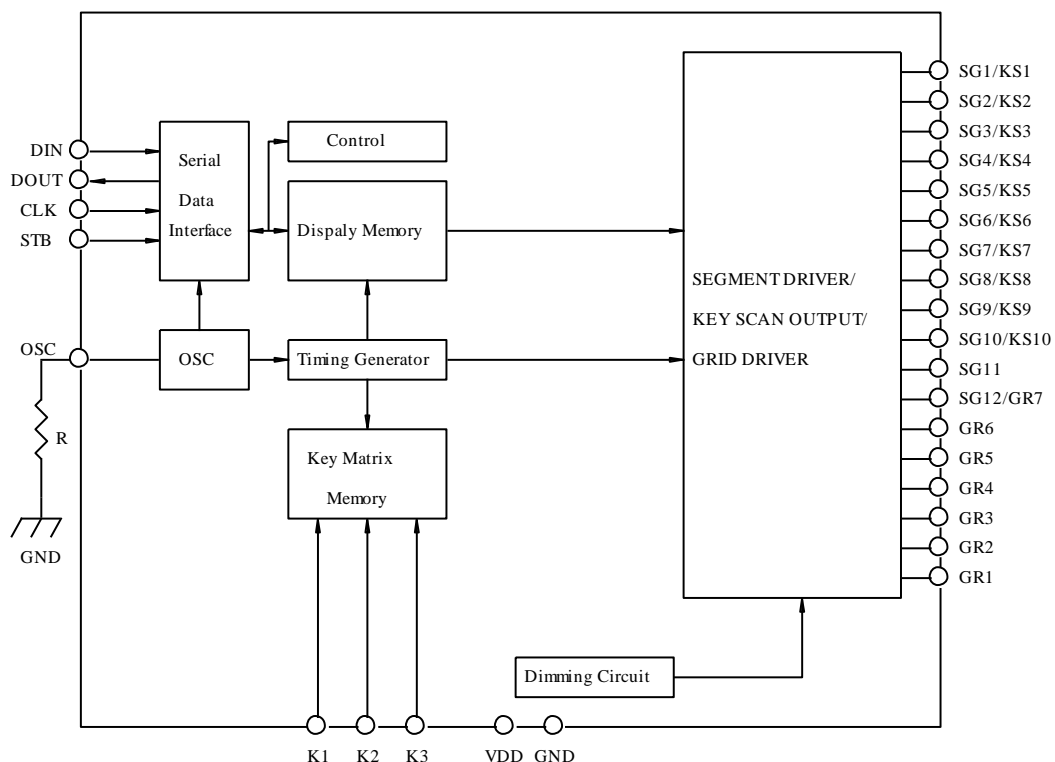 DIN
DOUT
CLK
STB
OSC
R
GND
Serial
Data
Interface
Control
Dispaly Memory
OSC
Timing Generator
Key Matrix
Memory
SEGMENT DRIVER/
KEY SCAN OUTPUT/
GRID DRIVER
Dimming Circuit
SG1/KS1
SG2/KS2
SG3/KS3
SG4/KS4
SG5/KS5
SG6/KS6
SG7/KS7
SG8/KS8
SG9/KS9
SG10/KS10
SG11
SG12/GR7
GR6
GR5
GR4
GR3
GR2
GR1
K1
K2
K3
VDD
GND